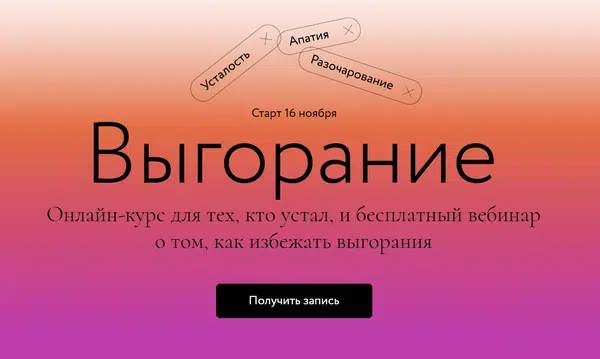 Усталость
Апатия
Разочарование
Старт 16 ноября
Выгорание
Онлайн-курс для тех, кто устал, и бесплатный вебинар
о том, как избежать выгорания
Получить запись